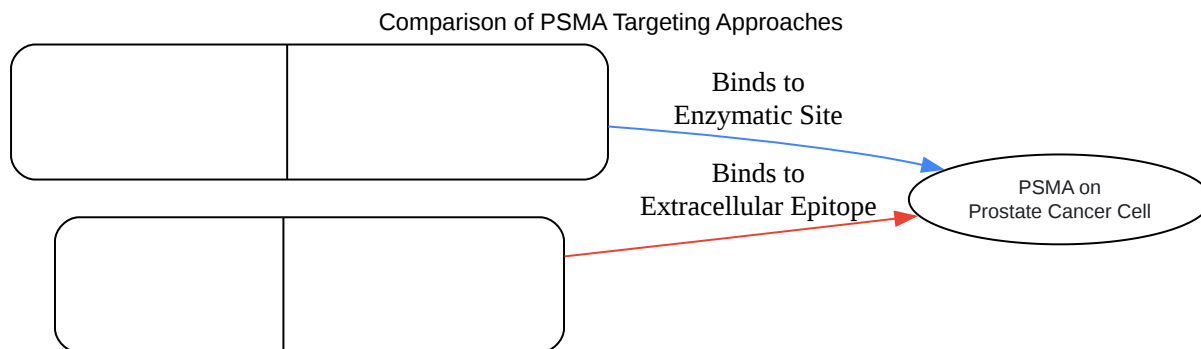 Comparison of PSMA Targeting Approaches
Binds to
Enzymatic Site
Binds to
Extracellular Epitope
PSMA on
Prostate Cancer Cell